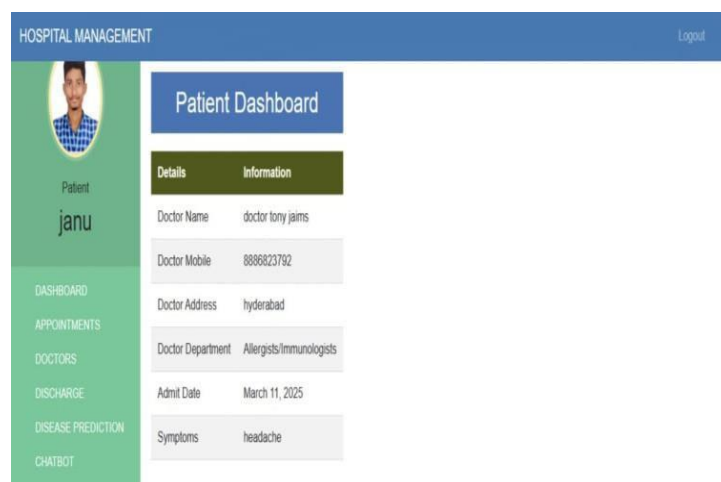 HOSPITAL MANAGEMENT
Logout
Patient
janu
DASHBOARD
APPOINTMENTS
DOCTORS
DISCHARGE
DISEASE PREDICTION
CHATBOT
Patient Dashboard
Details Information
Doctor Name doctor tony jaims
Doctor Mobile 8886823792
Doctor Address hyderabad
Doctor Department Allergists/Immunologists
Admit Date March 11, 2025
Symptoms headache